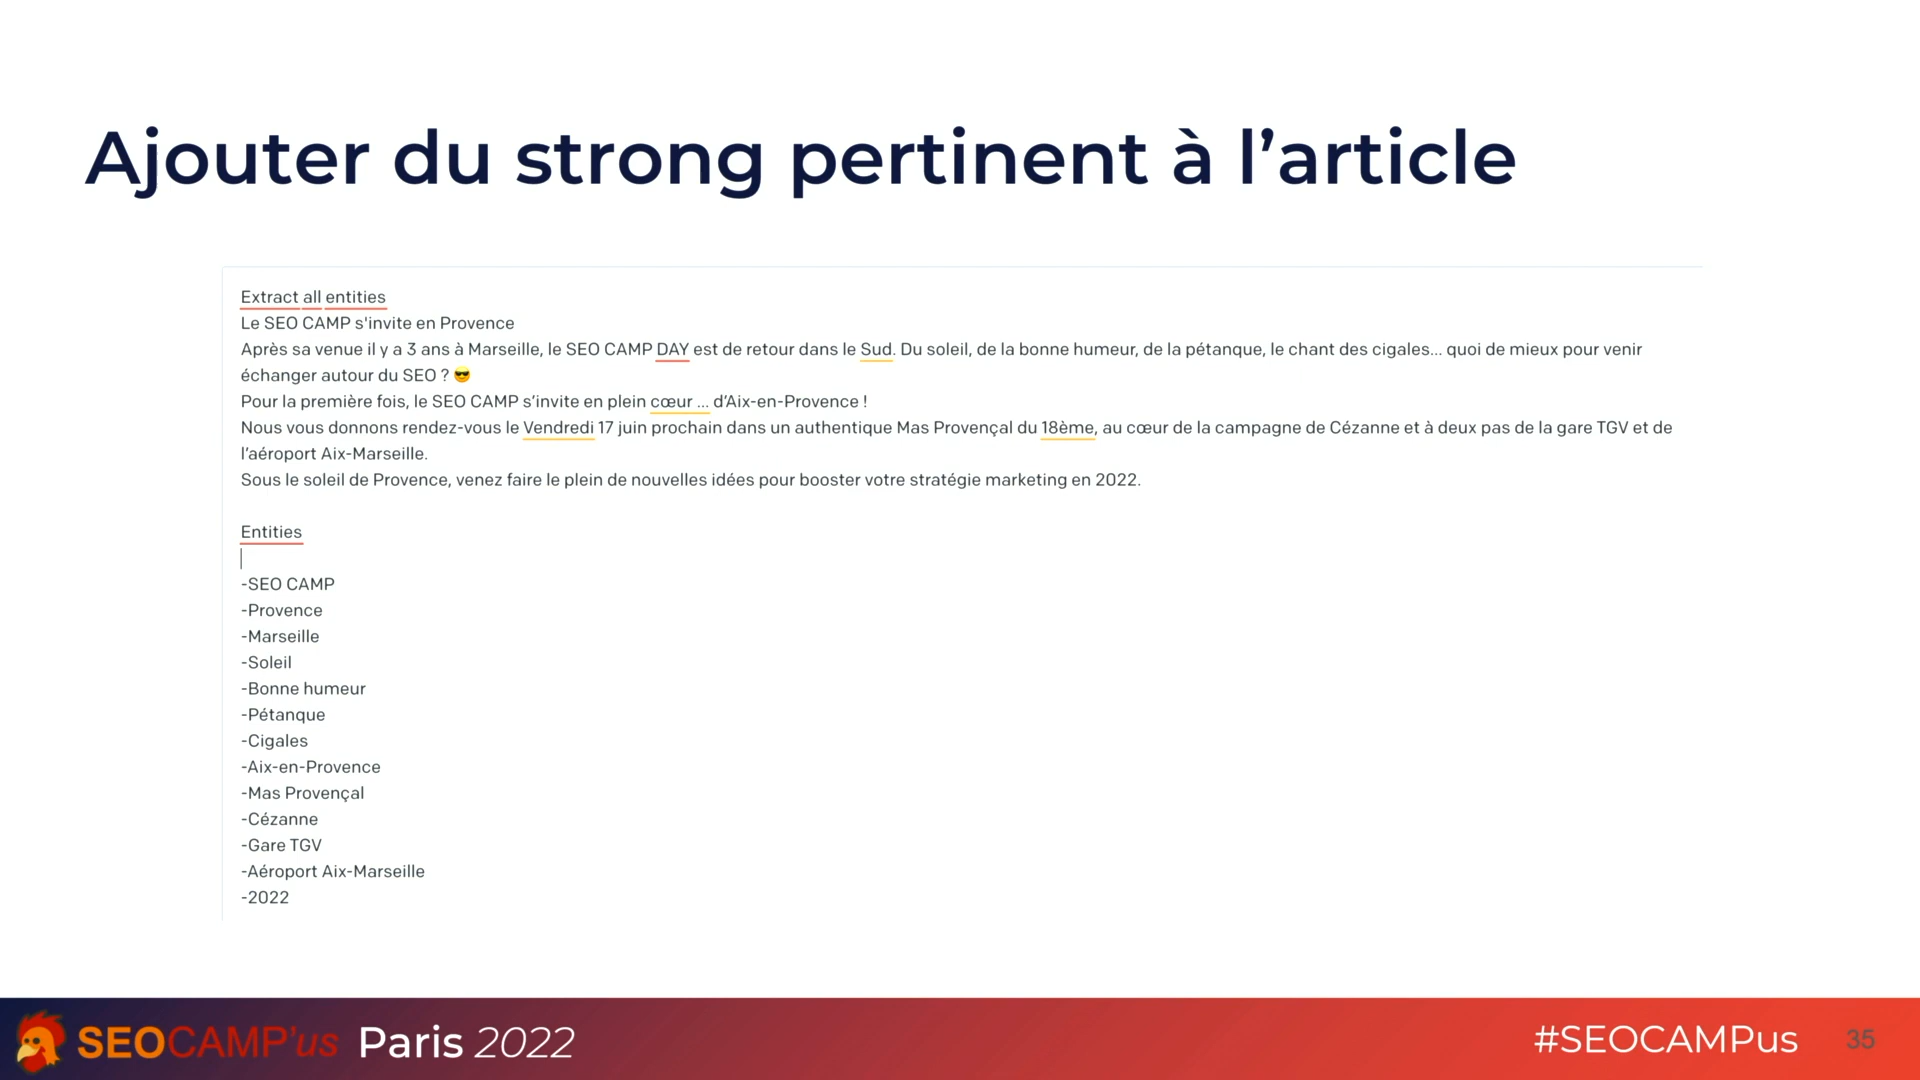 Ajouter du strong pertinent à l’article
Extract all entities
Le SEO CAMP s'invite en Provence
Après sa venue il y a 3 ans à Marseille, le SEO CAMP DAY est de retour dans le Sud. Du soleil, de la bonne humeur, de la pétanque, le chant des cigales... quoi de mieux pour venir
échanger autour du SEO ? 😎
Pour la première fois, le SEO CAMP s’invite en plein cœur ... d’Aix-en-Provence !
Nous vous donnons rendez-vous le Vendredi 17 juin prochain dans un authentique Mas Provençal du 18ème, au cœur de la campagne de Cézanne et à deux pas de la gare TGV et de
l’aéroport Aix-Marseille.
Sous le soleil de Provence, venez faire le plein de nouvelles idées pour booster votre stratégie marketing en 2022.
Entities
-SEO CAMP
-Provence
-Marseille
-Soleil
-Bonne humeur
-Pétanque
-Cigales
-Aix-en-Provence
-Mas Provençal
-Cézanne
-Gare TGV
-Aéroport Aix-Marseille
-2022
SEOCAMP'us Paris 2022
#SEOCAMPus
35